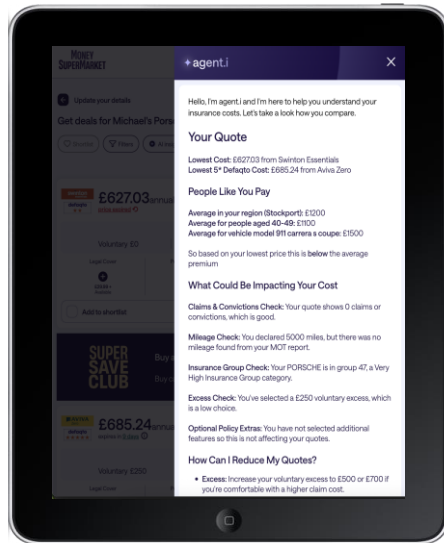 MONEY
SUPERMARKET
Update your details
Get deals for Michael's Pors
Filters
£627.03
Voluntary £0
Legal Cover
Add to shortlist
SUPER
SAVE
CLUB
Buy a
£685.24
Voluntary £250
Legal Cover
agent.i
Hello, I'm agent.i and I'm here to help you understand your
insurance costs. Let's take a look how you compare.
Your Quote
Lowest Cost: £627.03 from Swinton Essentials
Lowest 5* Defaqto Cost: £685.24 from Aviva Zero
People Like You Pay
Average in your region (Stockport): £1200
Average for people aged 40-49: £1100
Average for vehicle model 911 carrera s coupe: £1500
So based on your lowest price this is below the average
premium
What Could Be Impacting Your Cost
Claims & Convictions Check: Your quote shows 0 claims or
convictions, which is good.
Mileage Check: You declared 5000 miles, but there was no
mileage found from your MOT report.
Insurance Group Check: Your PORSCHE is in group 47, a Very
High Insurance Group category.
Excess Check: You've selected a £250 voluntary excess, which
is a low choice.
Optional Policy Extras: You have not selected additional
features so this is not affecting your quotes.
How Can I Reduce My Quotes?
• Excess: Increase your voluntary excess to £500 or £700 if
you're comfortable with a higher claim cost.